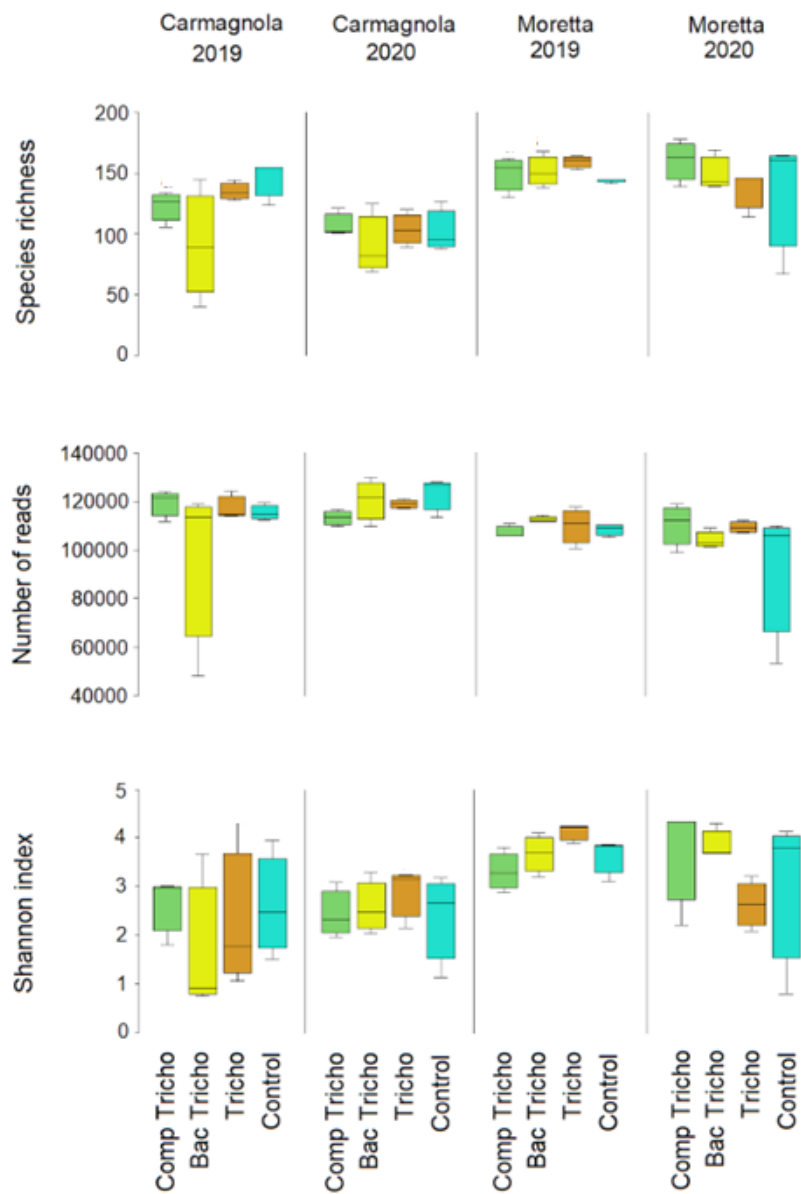 Carmagnola
2019
Carmagnola
2020
Moretta
2019
Moretta
2020
Species richness
200
150
100
50
0
Number of reads
140000
120000
100000
80000
60000
40000
Shannon index
5
4
3
2
1
0
Comp Tricho
Bac Tricho
Tricho
Control
Comp Tricho
Bac Tricho
Tricho
Control
Comp Tricho
Bac Tricho
Tricho
Control
Comp Tricho
Bac Tricho
Tricho
Control